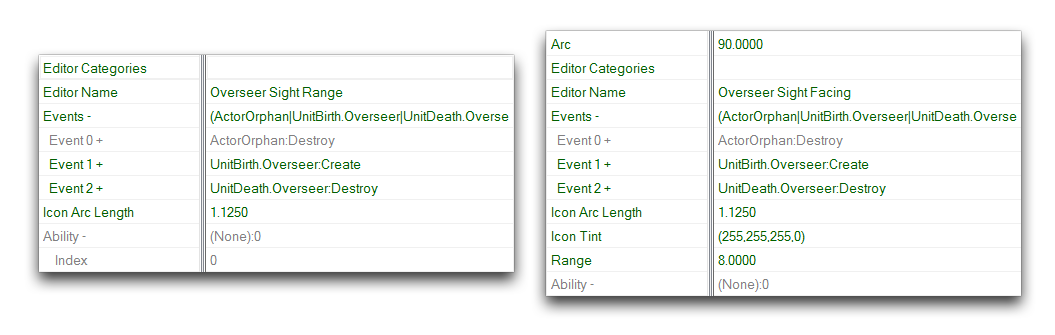 Editor Categories
Editor Name Overseer Sight Range
Events - (ActorOrphan|UnitBirth.Overseer|UnitDeath.Overse
Event 0 + ActorOrphan:Destroy
Event 1 + UnitBirth.Overseer:Create
Event 2 + UnitDeath.Overseer:Destroy
Icon Arc Length 1.1250
Ability - (None):0
Index 0
Arc 90.0000
Editor Categories
Editor Name Overseer Sight Facing
Events - (ActorOrphan|UnitBirth.Overseer|UnitDeath.Overse
Event 0 + ActorOrphan:Destroy
Event 1 + UnitBirth.Overseer:Create
Event 2 + UnitDeath.Overseer:Destroy
Icon Arc Length 1.1250
Icon Tint (255,255,255,0)
Range 8.0000
Ability - (None):0